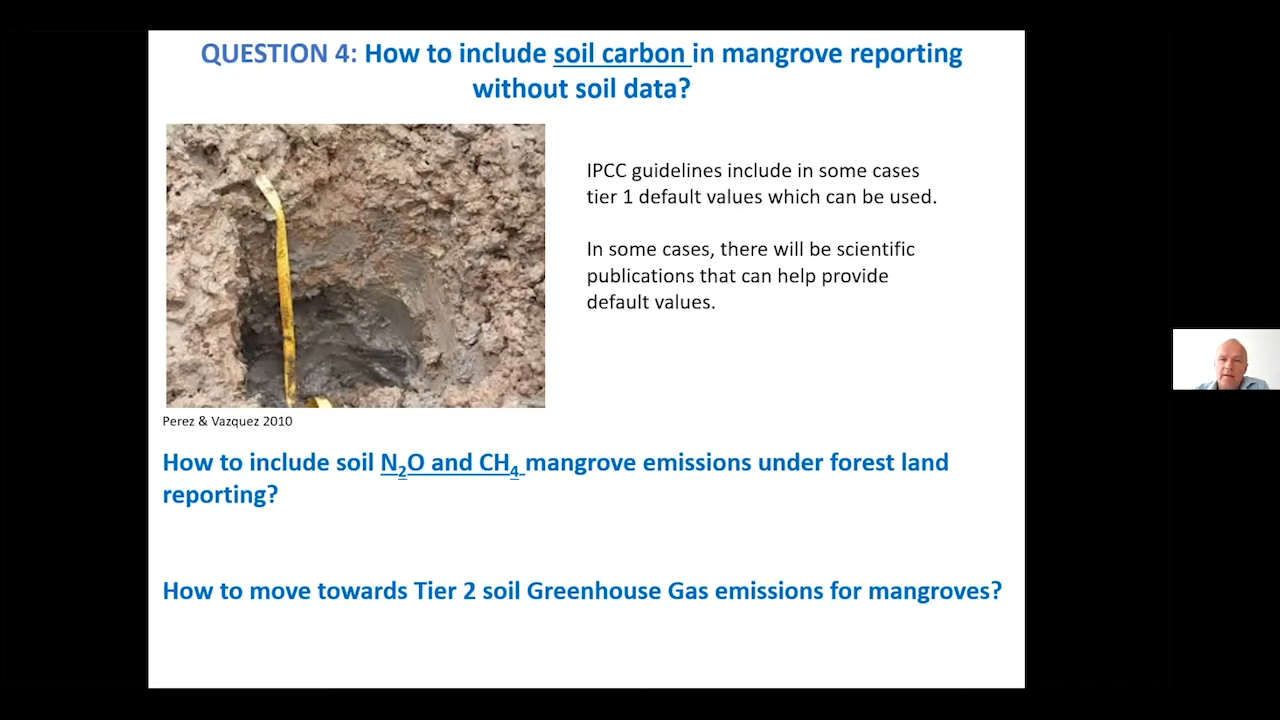 QUESTION 4: How to include soil carbon in mangrove reporting
without soil data?
IPCC guidelines include in some cases
tier 1 default values which can be used.
In some cases, there will be scientific
publications that can help provide
default values.
Perez & Vazquez 2010
How to include soil N₂O and CH₄ mangrove emissions under forest land
reporting?
How to move towards Tier 2 soil Greenhouse Gas emissions for mangroves?